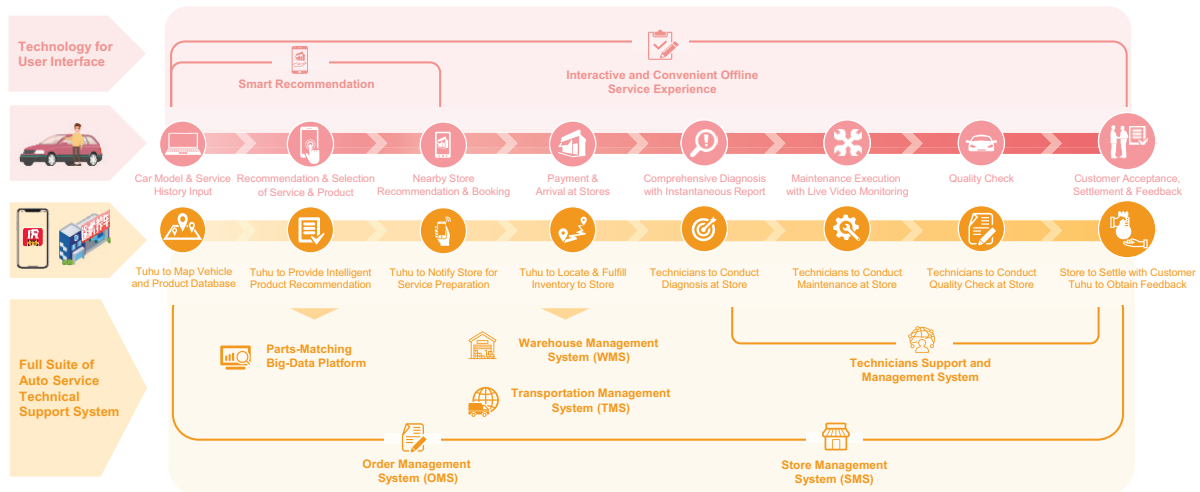 Technology for
User Interface
Smart Recommendation
Interactive and Convenient Offline
Service Experience
Car Model & Service
History Input
Recommendation & Selection
of Service & Product
Nearby Store
Recommendation & Booking
Payment &
Arrival at Stores
Comprehensive Diagnosis
with Instantaneous Report
Maintenance Execution
with Live Video Monitoring
Quality Check
Customer Acceptance,
Settlement & Feedback
Tuhu to Map Vehicle
and Product Database
Tuhu to Provide Intelligent
Product Recommendation
Tuhu to Notify Store for
Service Preparation
Tuhu to Locate & Fulfill
Inventory to Store
Technicians to Conduct
Diagnosis at Store
Technicians to Conduct
Maintenance at Store
Technicians to Conduct
Quality Check at Store
Store to Settle with Customer
Tuhu to Obtain Feedback
Full Suite of
Auto Service
Technical
Support System
Parts-Matching
Big-Data Platform
Warehouse Management
System (WMS)
Transportation Management
System (TMS)
Technicians Support and
Management System
Order Management
System (OMS)
Store Management
System (SMS)